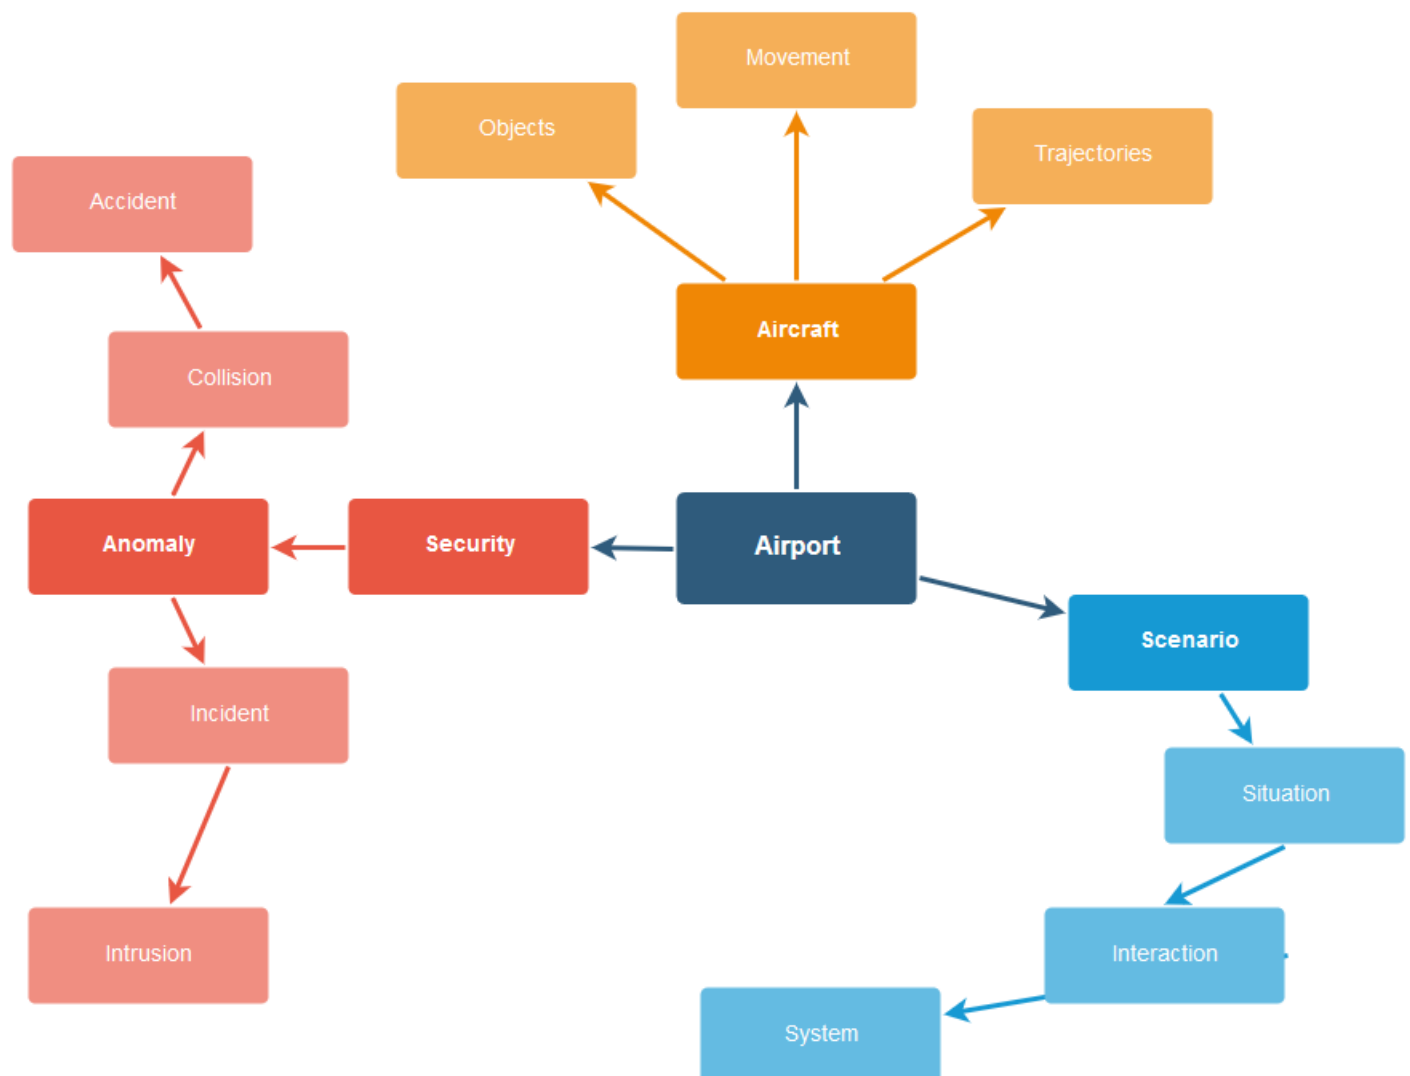 Movement
Objects
Trajectories
Accident
Aircraft
Collision
Anomaly
Security
Airport
Scenario
Incident
Situation
Intrusion
Interaction
System